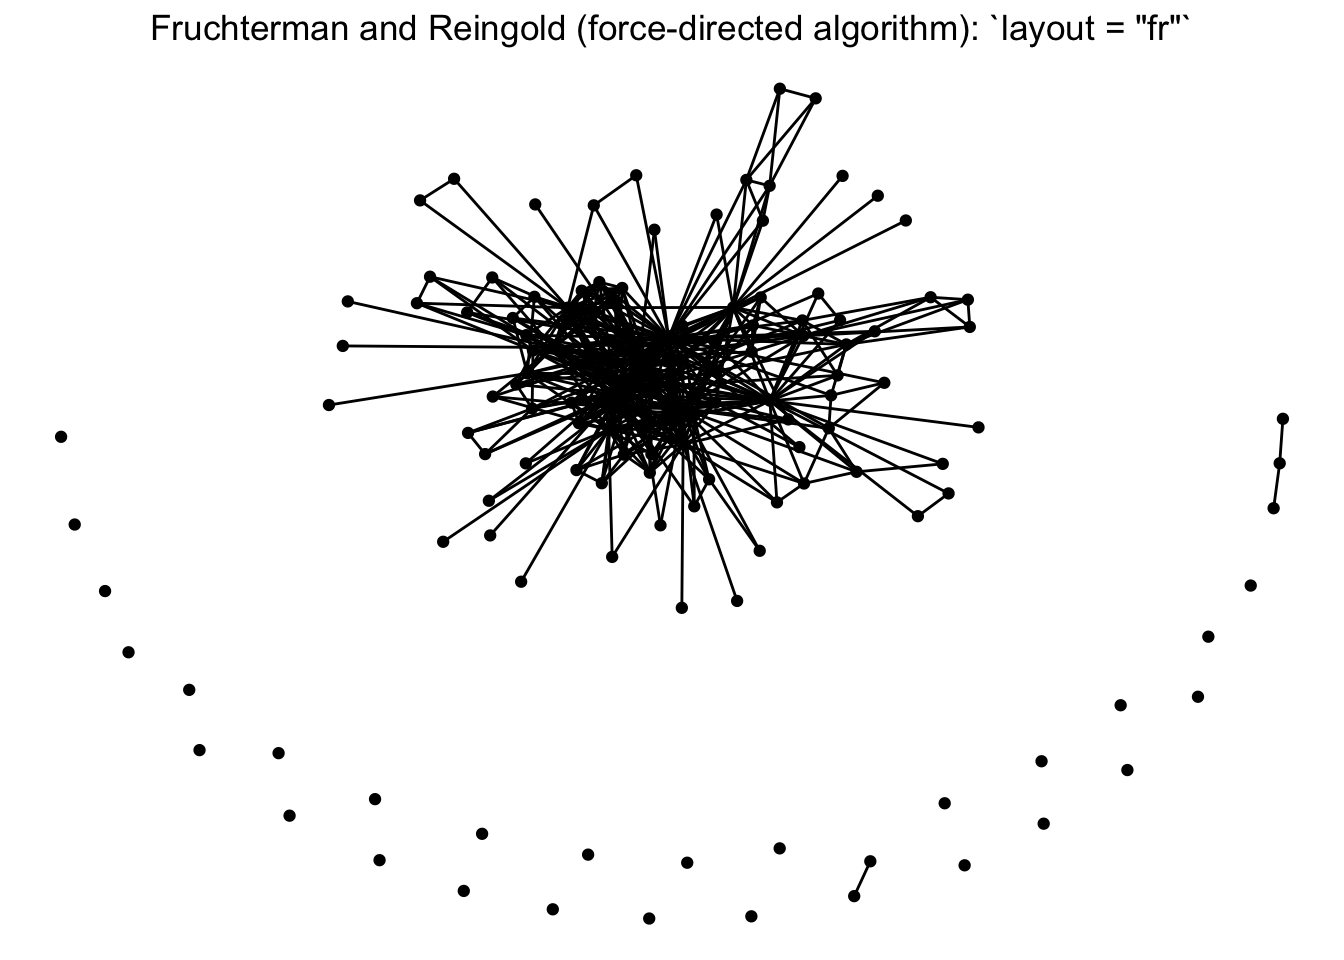 Fruchterman and Reingold (force-directed algorithm): `layout = "fr"`